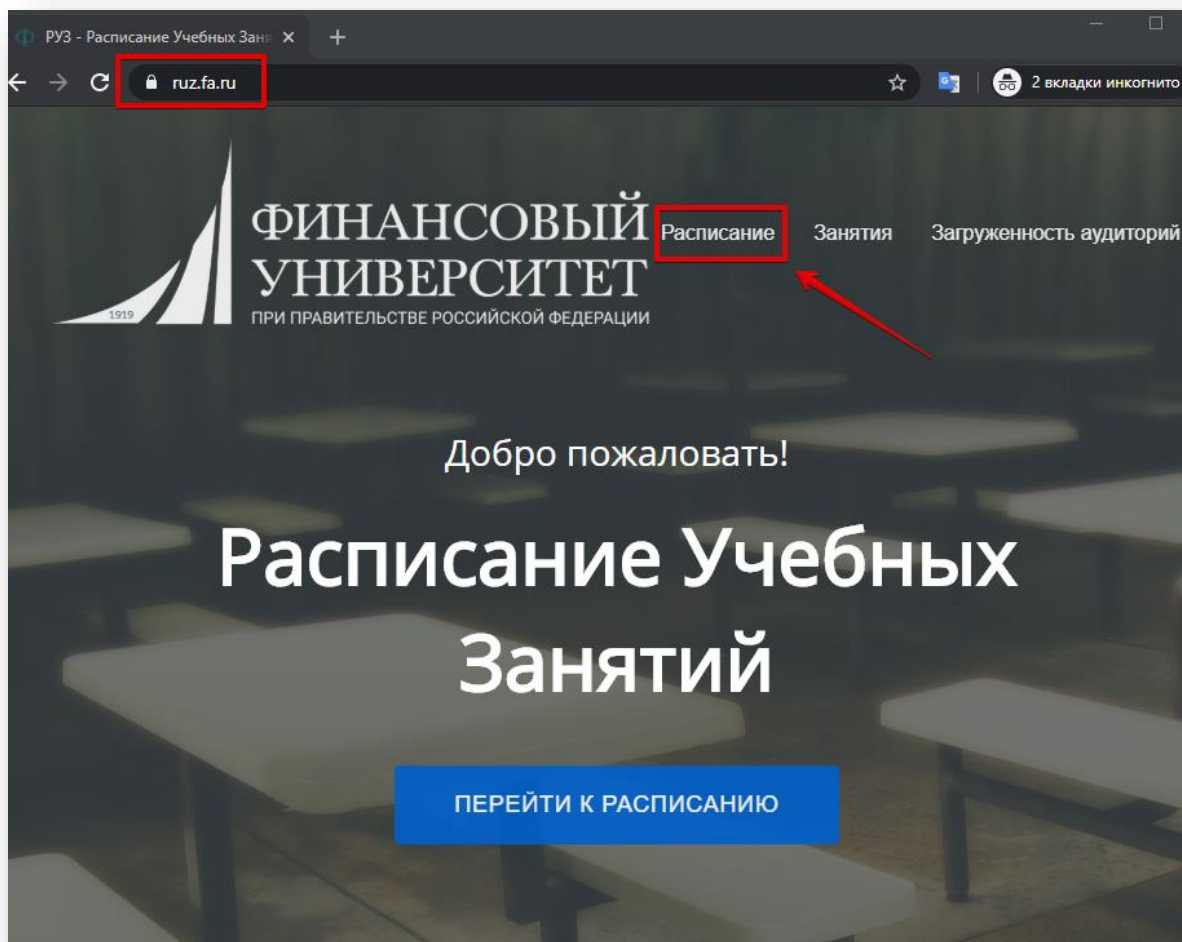 РУЗ - Расписание Учебных Заня
ruz.fa.ru
2 вкладки инкогнито
ФИНАНСОВЫЙ
УНИВЕРСИТЕТ
ПРИ ПРАВИТЕЛЬСТВЕ РОССИЙСКОЙ ФЕДЕРАЦИИ
1919
Расписание Занятия Загруженность аудиторий
Добро пожаловать!
Расписание Учебных
Занятий
ПЕРЕЙТИ К РАСПИСАНИЮ